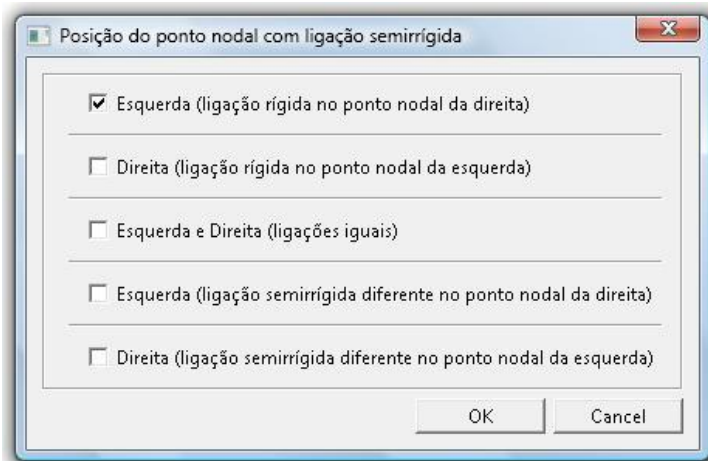 Posição do ponto nodal com ligação semirrígida
Esquerda (ligação rígida no ponto nodal da direita)
Direita (ligação rígida no ponto nodal da esquerda)
Esquerda e Direita (ligações iguais)
Esquerda (ligação semirrígida diferente no ponto nodal da direita)
Direita (ligação semirrígida diferente no ponto nodal da esquerda)
OK Cancel